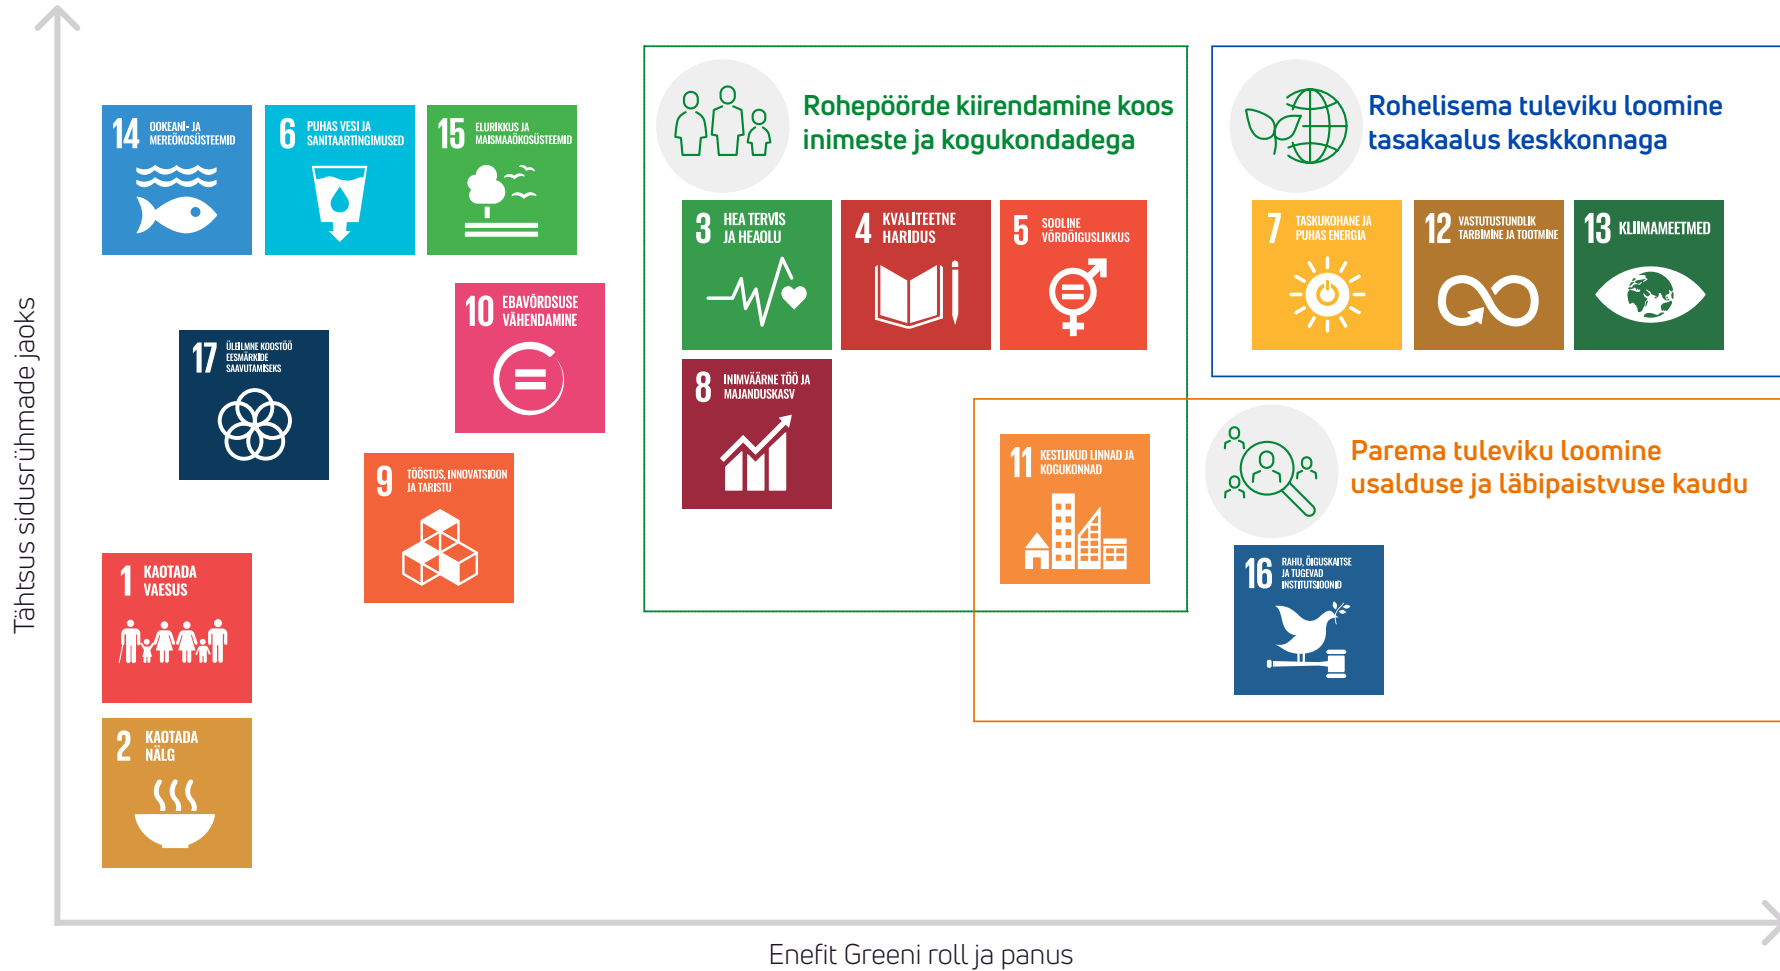 Tähtsus sidusrühmade jaoks
14 OOKEANI- JA
MEREÖKOSÜSTEEMID
6 PUHAS VESI JA
SANITAARTINGIMUSED
15 ELURIKKUS JA
MAISMAAÖKOSÜSTEEMID
17 ÜLEILMNE KOOSTÖÖ
EESMÄRKIDE
SAAVUTAMISEKS
10 EBAVÕRDSUSE
VÄHENDAMINE
9 TÖÖSTUS, INNOVATSIOON
JA TARISTU
1 KAOTADA
VAESUS
2 KAOTADA
NÄLG
Rohepöörde kiirendamine koos
inimeste ja kogukondadega
3 HEA TERVIS
JA HEAOLU
4 KVALITEETNE
HARIDUS
5 SOOLINE
VÕRDÕIGUSLIKKUS
8 INIMVÄÄRNE TÖÖ JA
MAJANDUSKASV
11 KESTLIKUD LINNAD JA
KOGUKONNAD
Rohelisema tuleviku loomine
tasakaalus keskkonnaga
7 TASKUKOHANE JA
PUHAS ENERGIA
12 VASTUTUSTUNDLIK
TARBIMINE JA TOOTMINE
13 KLIIMAMEETMED
Parema tuleviku loomine
usalduse ja läbipaistvuse kaudu
16 RAHU, ÕIGUSKAITSE
JA TUGEVAD
INSTITUTSIOONID
Enefit Greeni roll ja panus